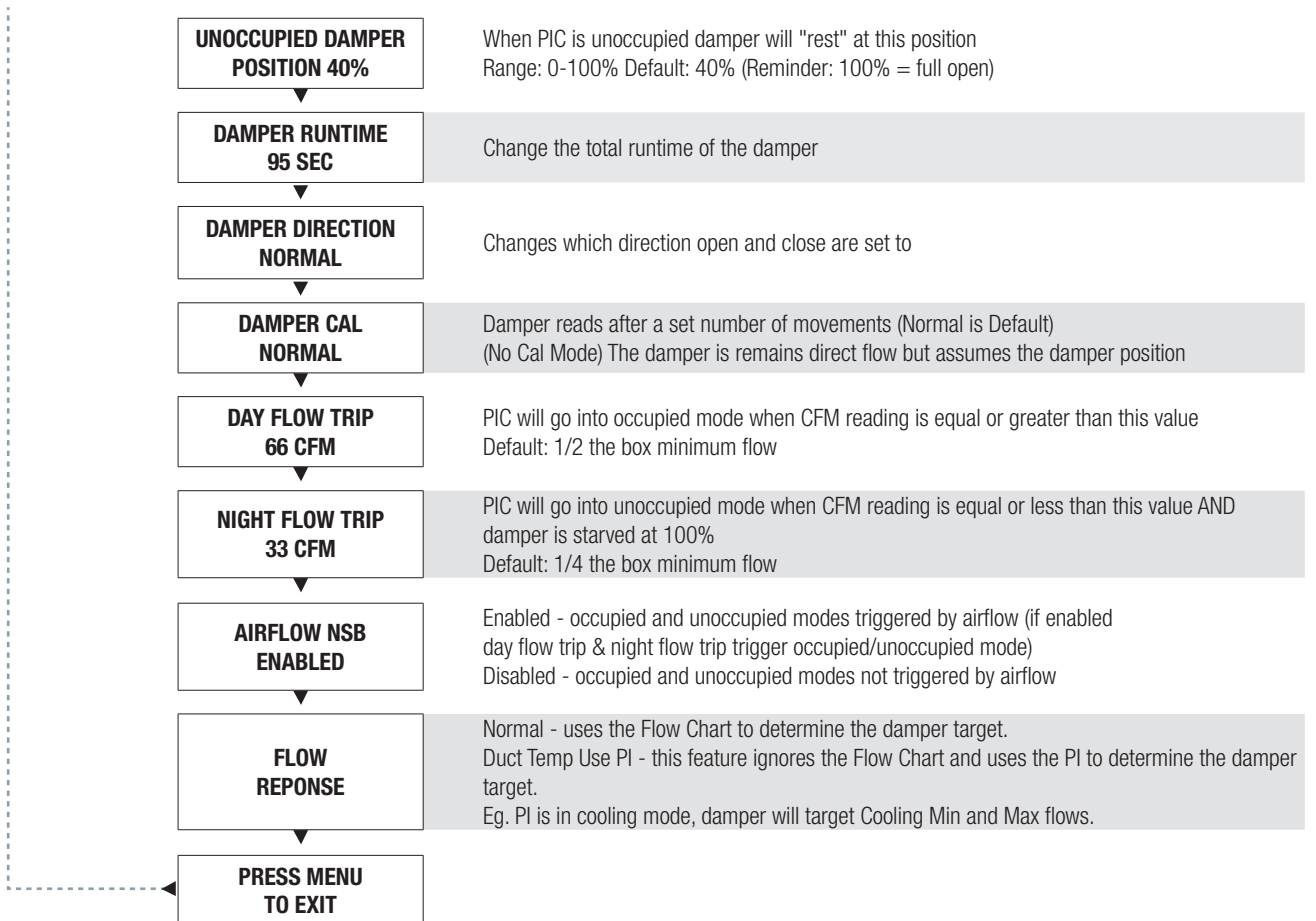 UNOCCUPIED DAMPER
POSITION 40%
When PIC is unoccupied damper will "rest" at this position
Range: 0-100% Default: 40% (Reminder: 100% = full open)
DAMPER RUNTIME
95 SEC
Change the total runtime of the damper
DAMPER DIRECTION
NORMAL
Changes which direction open and close are set to
DAMPER CAL
NORMAL
Damper reads after a set number of movements (Normal is Default)
(No Cal Mode) The damper is remains direct flow but assumes the damper position
DAY FLOW TRIP
66 CFM
PIC will go into occupied mode when CFM reading is equal or greater than this value
Default: 1/2 the box minimum flow
NIGHT FLOW TRIP
33 CFM
PIC will go into unoccupied mode when CFM reading is equal or less than this value AND
damper is starved at 100%
Default: 1/4 the box minimum flow
AIRFLOW NSB
ENABLED
Enabled - occupied and unoccupied modes triggered by airflow (if enabled
day flow trip & night flow trip trigger occupied/unoccupied mode)
Disabled - occupied and unoccupied modes not triggered by airflow
FLOW
REPONSE
Normal - uses the Flow Chart to determine the damper target.
Duct Temp Use PI - this feature ignores the Flow Chart and uses the PI to determine the damper
target.
Eg. PI is in cooling mode, damper will target Cooling Min and Max flows.
PRESS MENU
TO EXIT